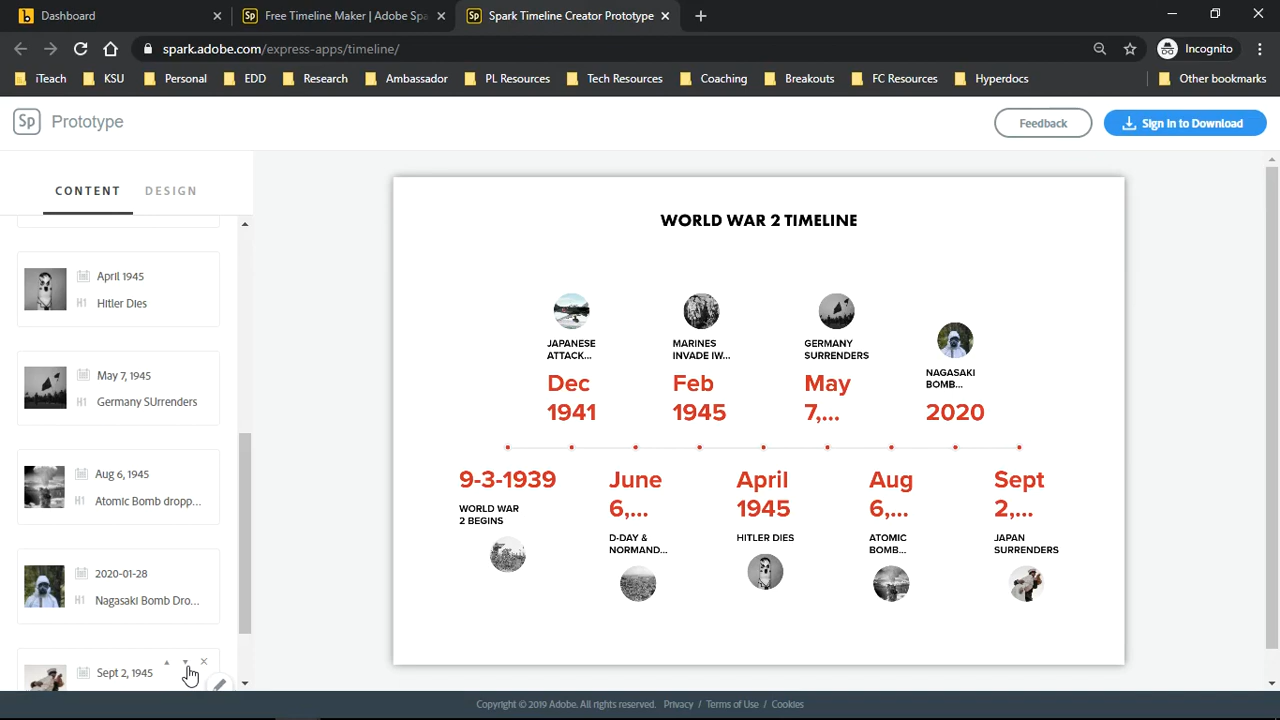 Dashboard
Free Timeline Maker | Adobe Spa
Spark Timeline Creator Prototype
spark.adobe.com/express-apps/timeline/
Incognito
iTeach
KSU
Personal
EDD
Research
Ambassador
PL Resources
Tech Resources
Coaching
Breakouts
FC Resources
Hyperdocs
Other bookmarks
Sp Prototype
Feedback
Sign In to Download
CONTENT
DESIGN
April 1945
H1 Hitler Dies
May 7, 1945
H1 Germany SUrrenders
Aug 6, 1945
H1 Atomic Bomb dropp...
2020-01-28
H1 Nagasaki Bomb Dro...
Sept 2, 1945
WORLD WAR 2 TIMELINE
JAPANESE
ATTACK...
Dec
1941
MARINES
INVADE IW...
Feb
1945
GERMANY
SURRENDERS
May
7,...
NAGASAKI
BOMB...
2020
9-3-1939
WORLD WAR
2 BEGINS
June
6,...
D-DAY &
NORMAND...
April
1945
HITLER DIES
Aug
6,...
ATOMIC
BOMB...
Sept
2,...
JAPAN
SURRENDERS
Copyright © 2019 Adobe. All rights reserved. Privacy / Terms of Use / Cookies